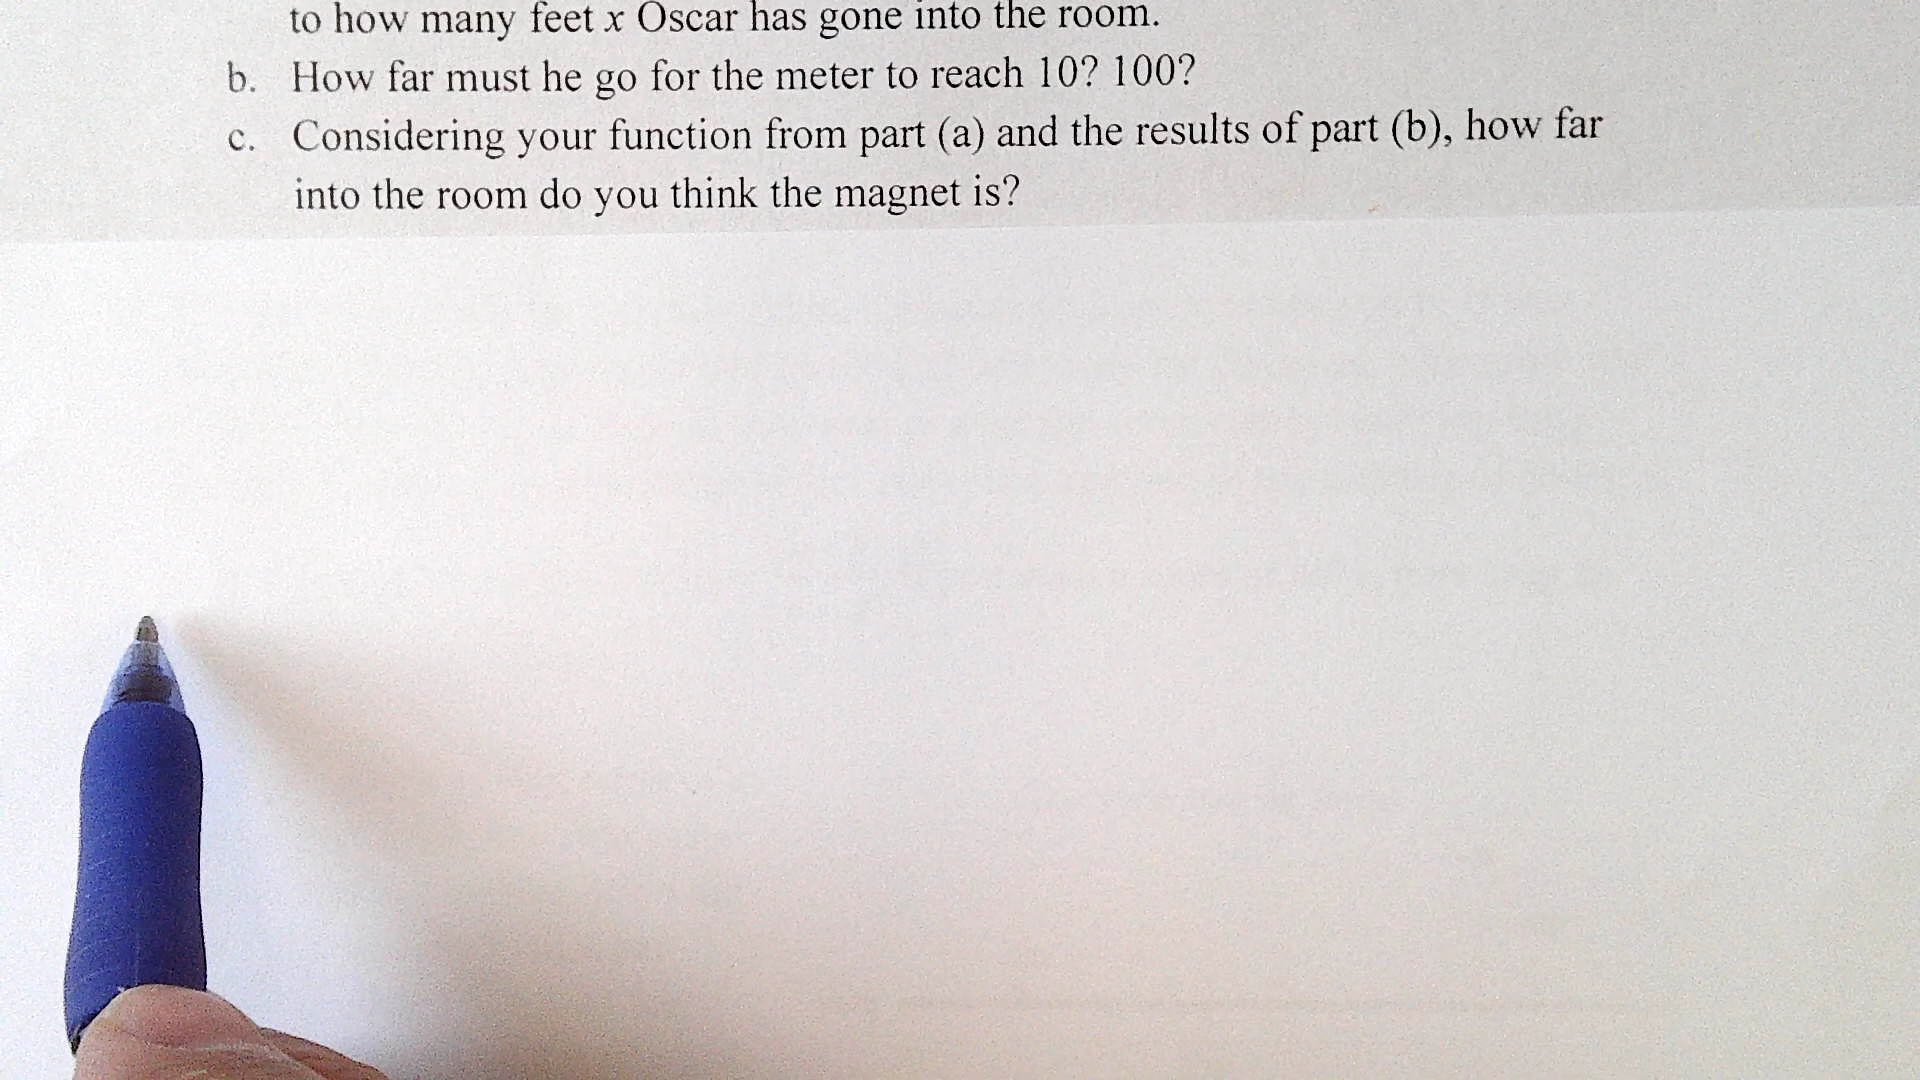 to how many feet x Oscar has gone into the room.
b. How far must he go for the meter to reach 10? 100?
c. Considering your function from part (a) and the results of part (b), how far
into the room do you think the magnet is?